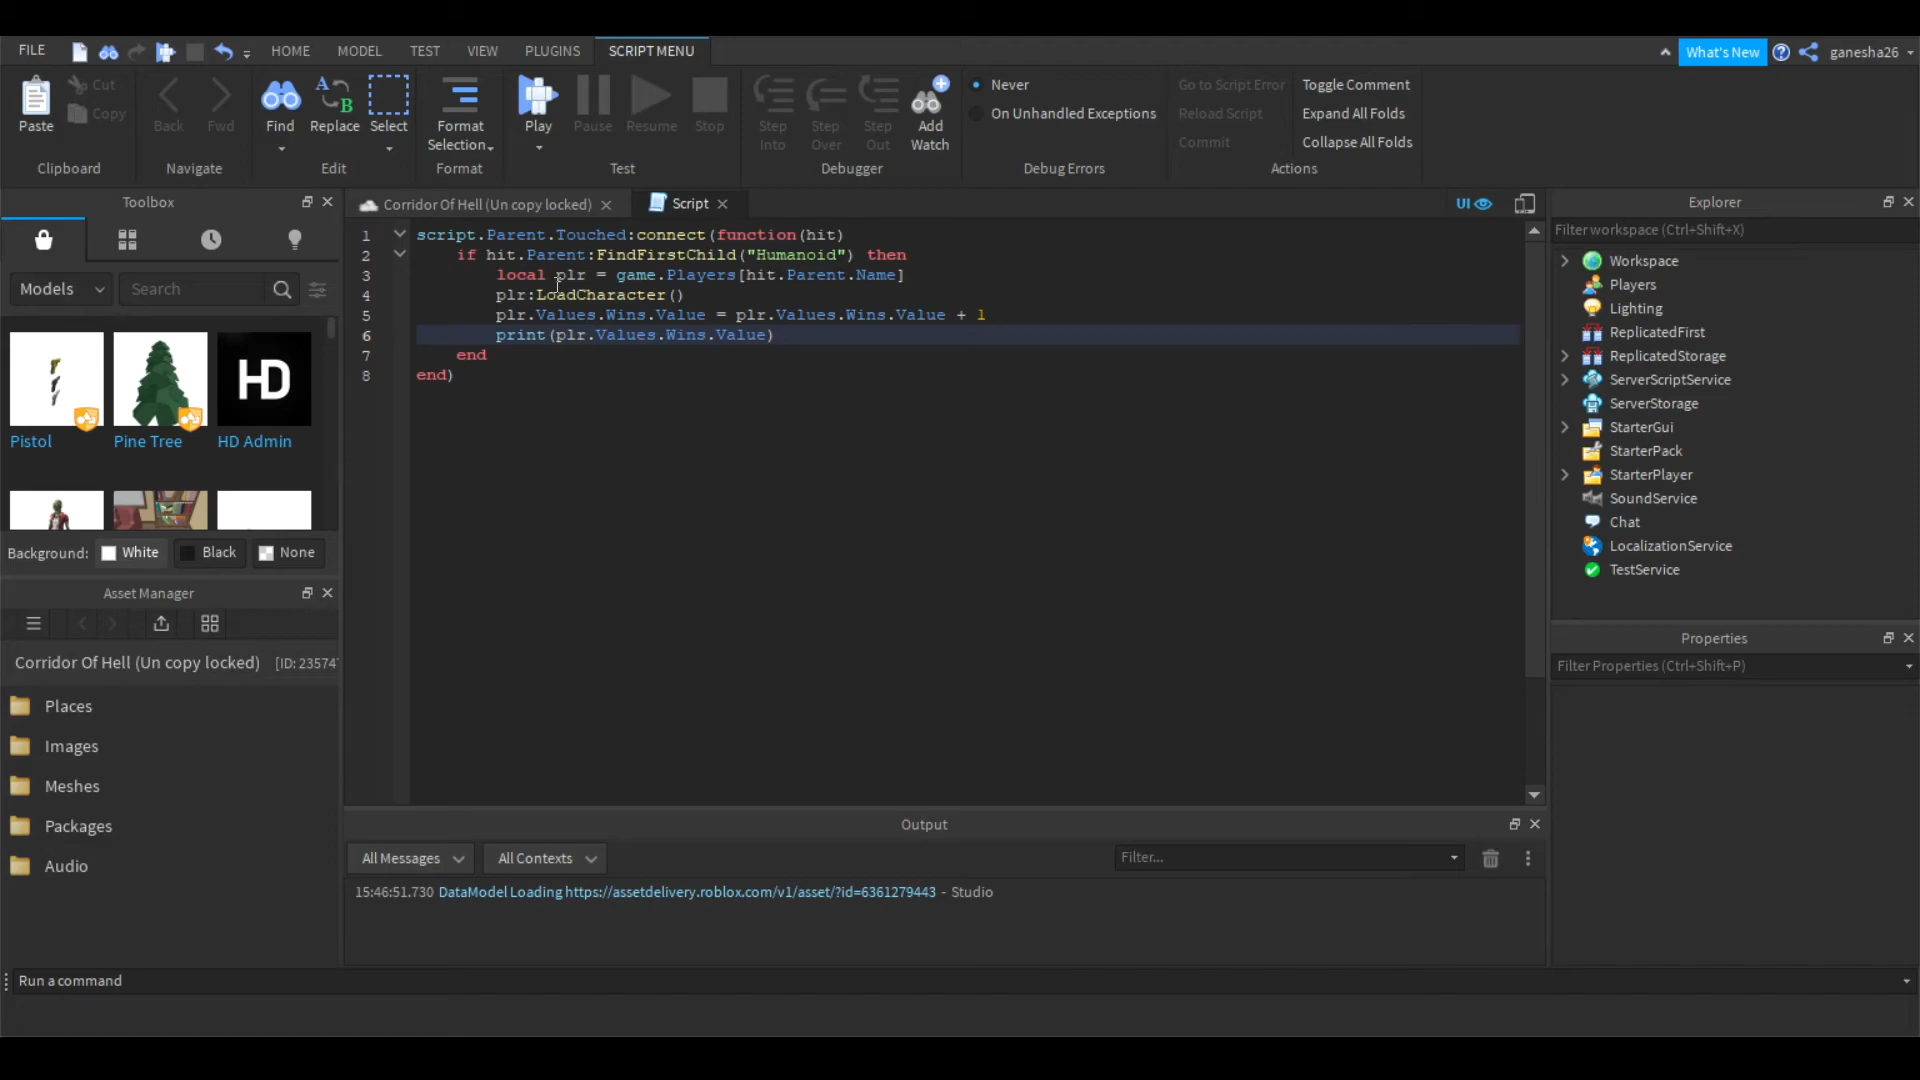 FILE HOME MODEL TEST VIEW PLUGINS SCRIPT MENU What's New ganesha26
Paste Cut Copy Back Fwd Find A B Replace Select Format Selection Play Pause Resume Stop Step Into Step Over Step Out Add Watch
Never
On Unhandled Exceptions
Go to Script Error
Reload Script
Commit
Toggle Comment
Expand All Folds
Collapse All Folds
Clipboard Navigate Edit Format Test Debugger Debug Errors Actions
Toolbox
Models Search
HD
Pistol Pine Tree HD Admin
Background: White Black None
Asset Manager
Corridor Of Hell (Un copy locked) [ID: 23574
Places
Images
Meshes
Packages
Audio
Corridor Of Hell (Un copy locked) Script UI
1 script.Parent.Touched:connect(function(hit)
2 if hit.Parent:FindFirstChild("Humanoid") then
3 local plr = game.Players[hit.Parent.Name]
4 plr:LoadCharacter()
5 plr.Values.Wins.Value = plr.Values.Wins.Value + 1
6 print(plr.Values.Wins.Value)
7 end
8 end)
Output
All Messages All Contexts Filter...
15:46:51.730 DataModel Loading https://assetdelivery.roblox.com/v1/asset/?id=6361279443 - Studio
Explorer
Filter workspace (Ctrl+Shift+X)
Workspace
Players
Lighting
ReplicatedFirst
ReplicatedStorage
ServerScriptService
ServerStorage
StarterGui
StarterPack
StarterPlayer
SoundService
Chat
LocalizationService
TestService
Properties
Filter Properties (Ctrl+Shift+P)
Run a command